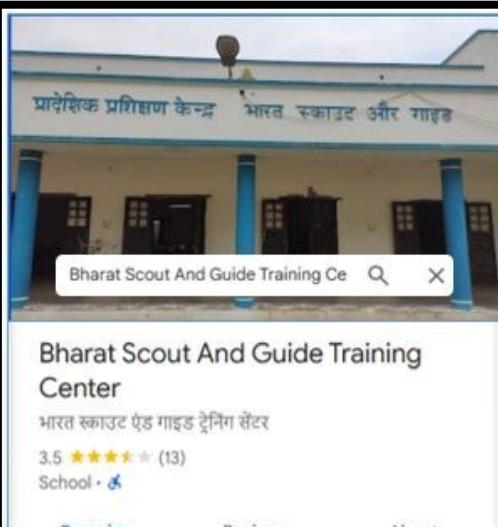 प्रादेशिक प्रशिक्षण केन्द्र भारत स्काउट और गाइड
Bharat Scout And Guide Training Ce
Bharat Scout And Guide Training
Center
भारत स्काउट एंड गाइड ट्रेनिंग सेंटर
3.5 (13)
School ·